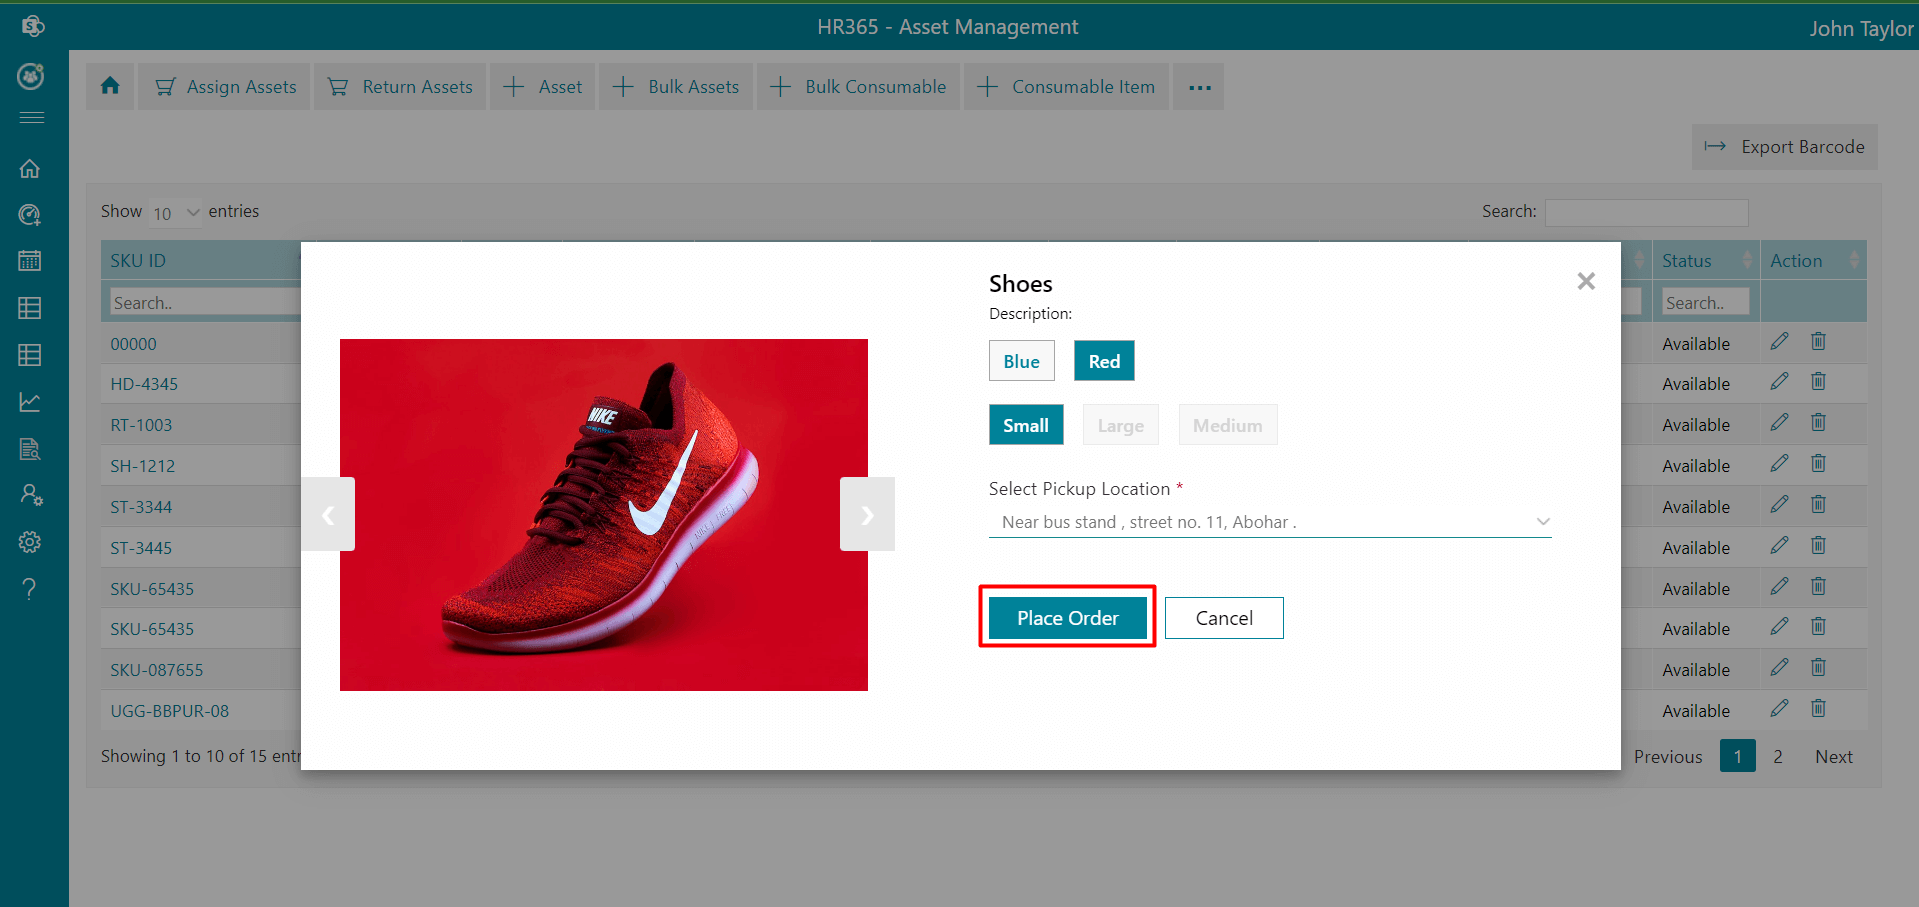 HR365 - Asset Management
John Taylor
Assign Assets
Return Assets
Asset
Bulk Assets
Bulk Consumable
Consumable Item
...
Export Barcode
Show 10 entries
Search:
SKU ID
Status
Action
Search..
Search..
00000
Available
HD-4345
Available
RT-1003
Available
SH-1212
Available
ST-3344
Available
ST-3445
Available
SKU-65435
Available
SKU-65435
Available
SKU-087655
Available
UGG-BBPUR-08
Available
Showing 1 to 10 of 15 entr
Previous 1 2 Next
NIKE
Shoes
Description:
Blue
Red
Small
Large
Medium
Select Pickup Location *
Near bus stand , street no. 11, Abohar .
Place Order
Cancel